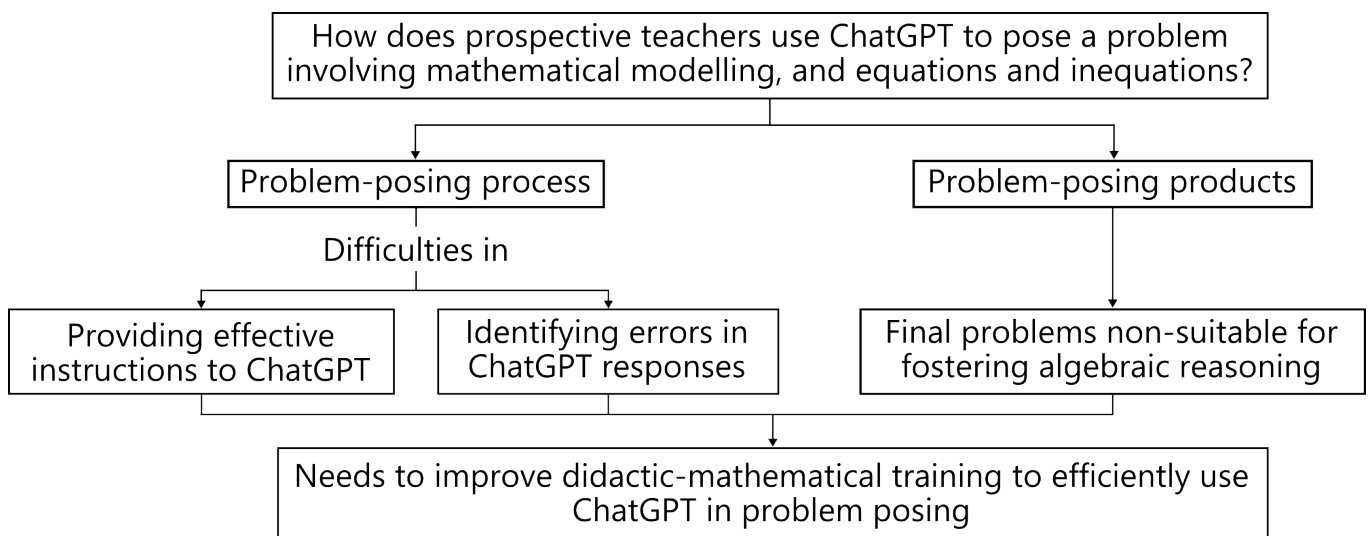 How does prospective teachers use ChatGPT to pose a problem
involving mathematical modelling, and equations and inequations?
Problem-posing process
Problem-posing products
Difficulties in
Providing effective
instructions to ChatGPT
Identifying errors in
ChatGPT responses
Final problems non-suitable for
fostering algebraic reasoning
Needs to improve didactic-mathematical training to efficiently use
ChatGPT in problem posing